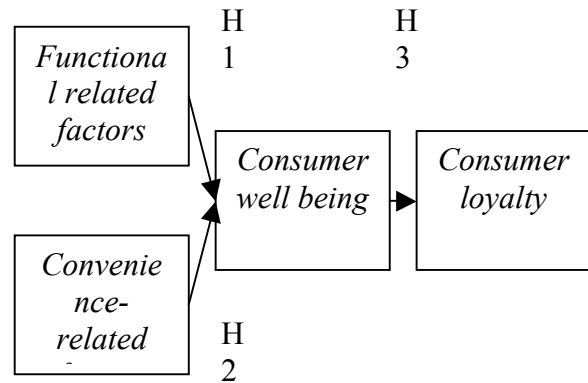 H
1
H
3
Functiona
l related
factors
Consumer
well being
Consumer
loyalty
Convenie
nce-
related
H
2